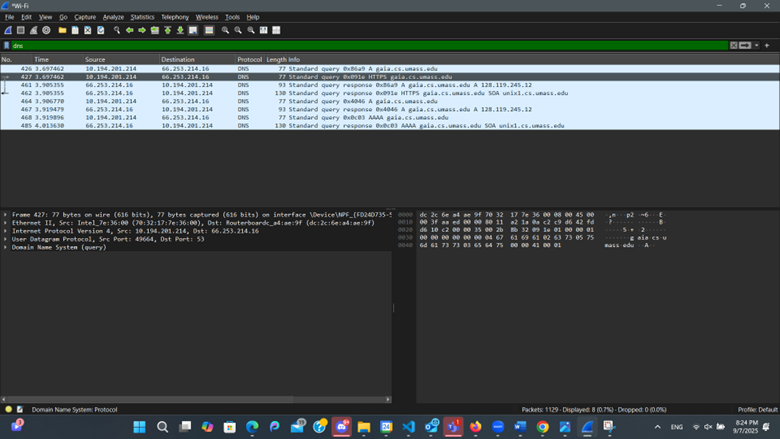 *Wi-Fi
File Edit View Go Capture Analyze Statistics Telephony Wireless Tools Help
dns
No. Time Source Destination Protocol Length Info
426 3.697462 10.194.201.214 66.253.214.16 DNS 77 Standard query 0x86a9 A gaia.cs.umass.edu
427 3.697462 10.194.201.214 66.253.214.16 DNS 77 Standard query 0x091e HTTPS gaia.cs.umass.edu
461 3.905355 66.253.214.16 10.194.201.214 DNS 93 Standard query response 0x86a9 A gaia.cs.umass.edu A 128.119.245.12
462 3.905355 66.253.214.16 10.194.201.214 DNS 130 Standard query response 0x091e HTTPS gaia.cs.umass.edu SOA unix1.cs.umass.edu
464 3.906770 10.194.201.214 66.253.214.16 DNS 77 Standard query 0x4046 A gaia.cs.umass.edu
467 3.919479 66.253.214.16 10.194.201.214 DNS 93 Standard query response 0x4046 A gaia.cs.umass.edu A 128.119.245.12
468 3.919896 10.194.201.214 66.253.214.16 DNS 77 Standard query 0x0c03 AAAA gaia.cs.umass.edu
485 4.013630 66.253.214.16 10.194.201.214 DNS 130 Standard query response 0x0c03 AAAA gaia.cs.umass.edu SOA unix1.cs.umass.edu
Frame 427: 77 bytes on wire (616 bits), 77 bytes captured (616 bits) on interface \Device\NPF_{FD24D735-5
Ethernet II, Src: Intel_7e:36:00 (70:32:17:7e:36:00), Dst: Routerboardc_a4:ae:9f (dc:2c:6e:a4:ae:9f)
Internet Protocol Version 4, Src: 10.194.201.214, Dst: 66.253.214.16
User Datagram Protocol, Src Port: 49664, Dst Port: 53
Domain Name System (query)
0000 dc 2c 6e a4 ae 9f 70 32 17 7e 36 00 08 00 45 00
0010 00 3f aa ed 00 00 80 11 a2 1a 0a c2 c9 d6 42 fd
0020 d6 10 c2 00 00 35 00 2b 8b 32 09 1e 01 00 00 01
0030 00 00 00 00 00 00 04 67 61 69 61 02 63 73 05 75
0040 6d 61 73 73 03 65 64 75 00 00 41 00 01
Domain Name System: Protocol
Packets: 1129 · Displayed: 8 (0.7%) · Dropped: 0 (0.0%)
Profile: Default
ENG
8:24 PM
9/7/2025